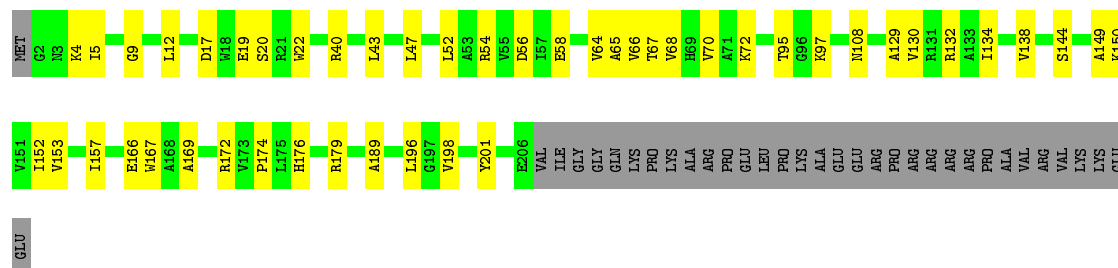 MET G2 N3 K4 I5 G9 L12 D17 W18 E19 S20 R21 W22 R40 L43 L47 L52 A53 R54 V55 D56 I57 E58 V64 A65 V66 T67 V68 H69 V70 A71 K72 T95 G96 K97 N108 A129 V130 R131 R132 A133 I134 V138 S144 A149 K150
V151 I152 V153 I157 E166 W167 A168 A169 R172 V173 P174 L175 H176 R179 A189 L196 G197 V198 Y201 E206 VAL ILE GLY GLY GLN LYS PRO LYS ALA ARG PRO GLU LEU PRO LYS ALA GLU GLU ARG PRO ARG ARG ARG ARG PRO ALA VAL ARG VAL LYS LYS GLU
GLU